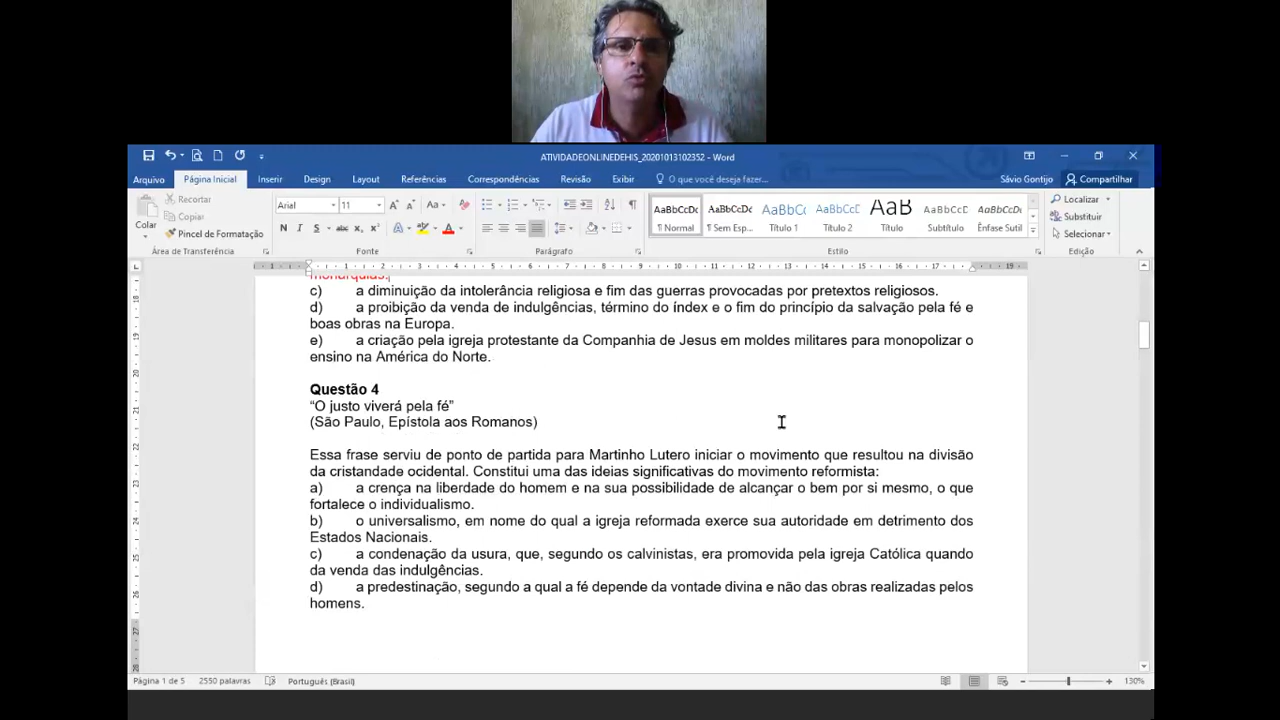 ATIVIDADEONLINEDEHIS_20201013102352 - Word
Arquivo Página Inicial Inserir Design Layout Referências Correspondências Revisão Exibir O que você deseja fazer... Sávio Gontijo Compartilhar
Colar
Recortar
Copiar
Pincel de Formatação
Área de Transferência
Arial 11
Fonte
Parágrafo
AaBbCcDc AaBbCcDc AaBbCc AaBbCcD AaB AaBbCcD AaBbCcDc
¶ Normal ¶ Sem Esp... Título 1 Título 2 Título Subtítulo Ênfase Sutil
Estilo
Localizar
Substituir
Selecionar
Edição
monarquias.
c) a diminuição da intolerância religiosa e fim das guerras provocadas por pretextos religiosos.
d) a proibição da venda de indulgências, término do índex e o fim do princípio da salvação pela fé e
boas obras na Europa.
e) a criação pela igreja protestante da Companhia de Jesus em moldes militares para monopolizar o
ensino na América do Norte.
Questão 4
“O justo viverá pela fé”
(São Paulo, Epístola aos Romanos)
Essa frase serviu de ponto de partida para Martinho Lutero iniciar o movimento que resultou na divisão
da cristandade ocidental. Constitui uma das ideias significativas do movimento reformista:
a) a crença na liberdade do homem e na sua possibilidade de alcançar o bem por si mesmo, o que
fortalece o individualismo.
b) o universalismo, em nome do qual a igreja reformada exerce sua autoridade em detrimento dos
Estados Nacionais.
c) a condenação da usura, que, segundo os calvinistas, era promovida pela igreja Católica quando
da venda das indulgências.
d) a predestinação, segundo a qual a fé depende da vontade divina e não das obras realizadas pelos
homens.
Página 1 de 5 2550 palavras Português (Brasil) 130%